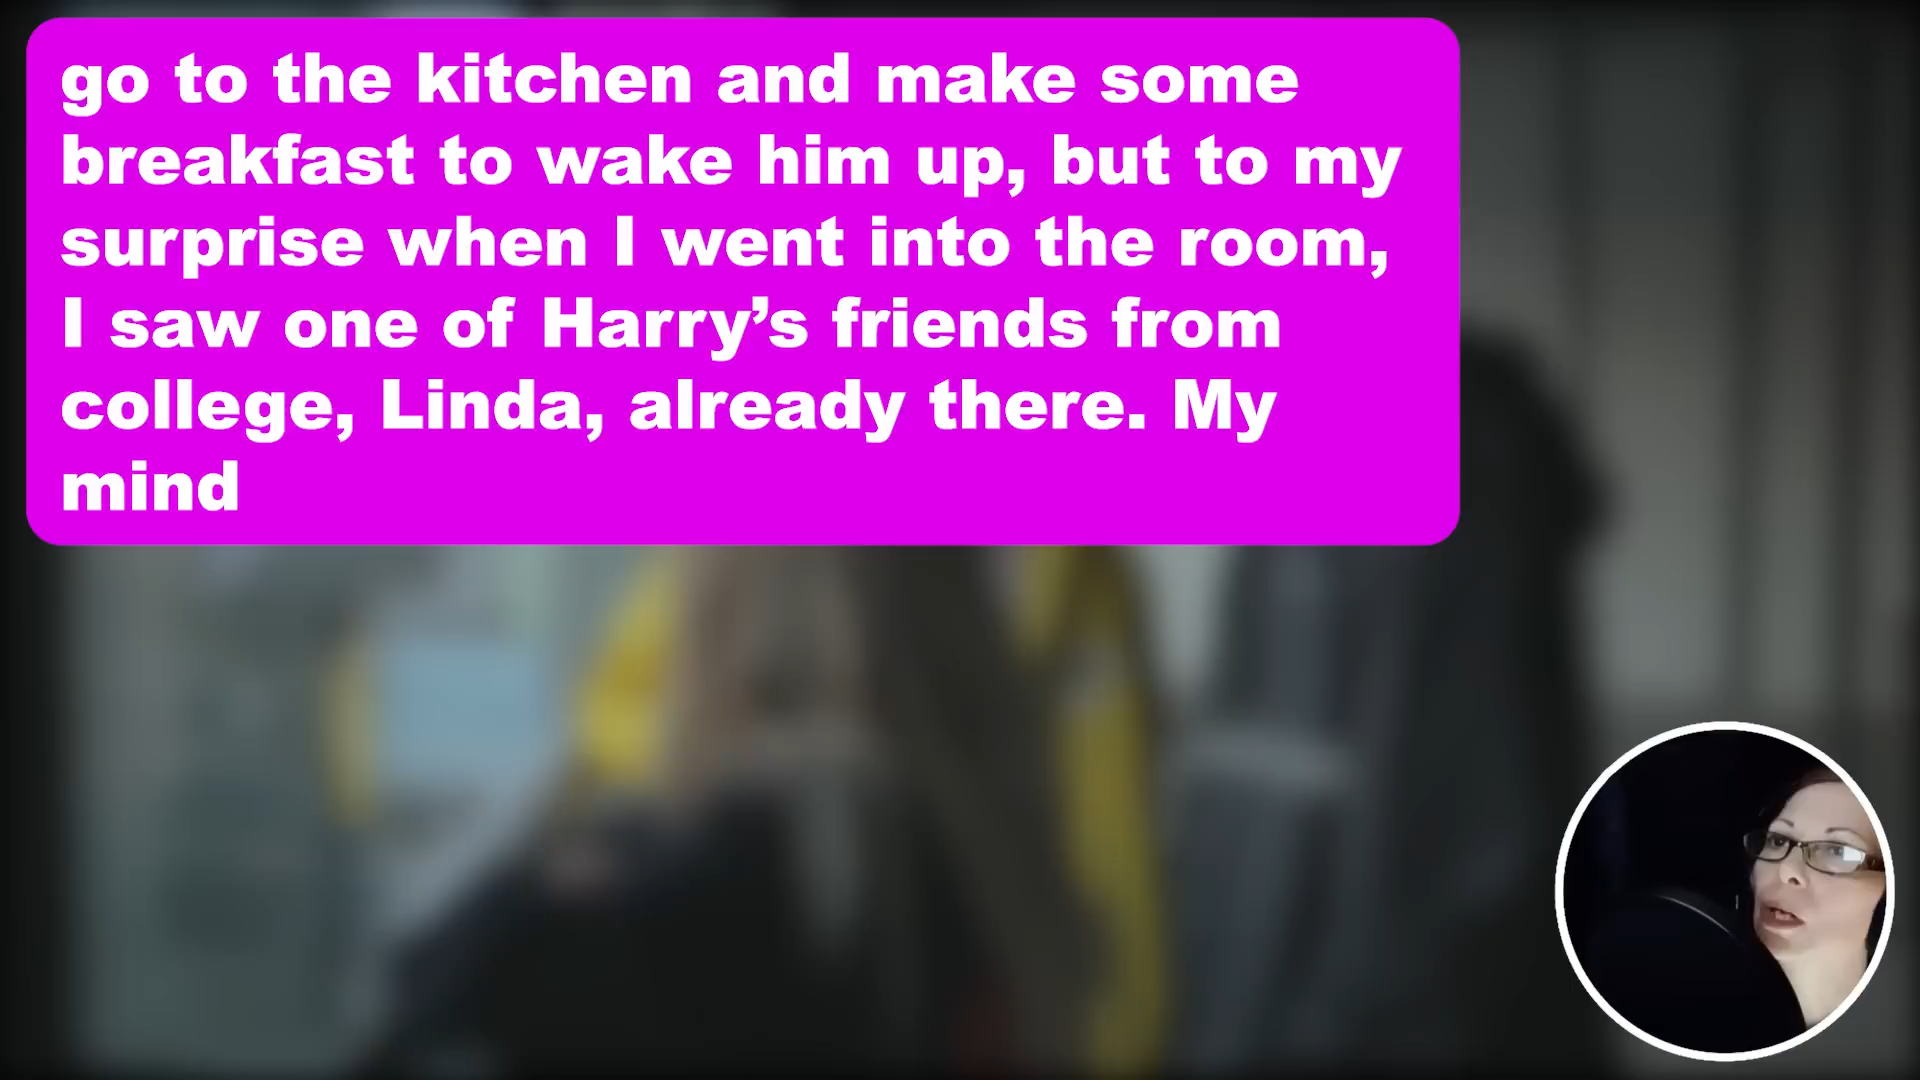 go to the kitchen and make some
breakfast to wake him up, but to my
surprise when I went into the room,
I saw one of Harry’s friends from
college, Linda, already there. My
mind